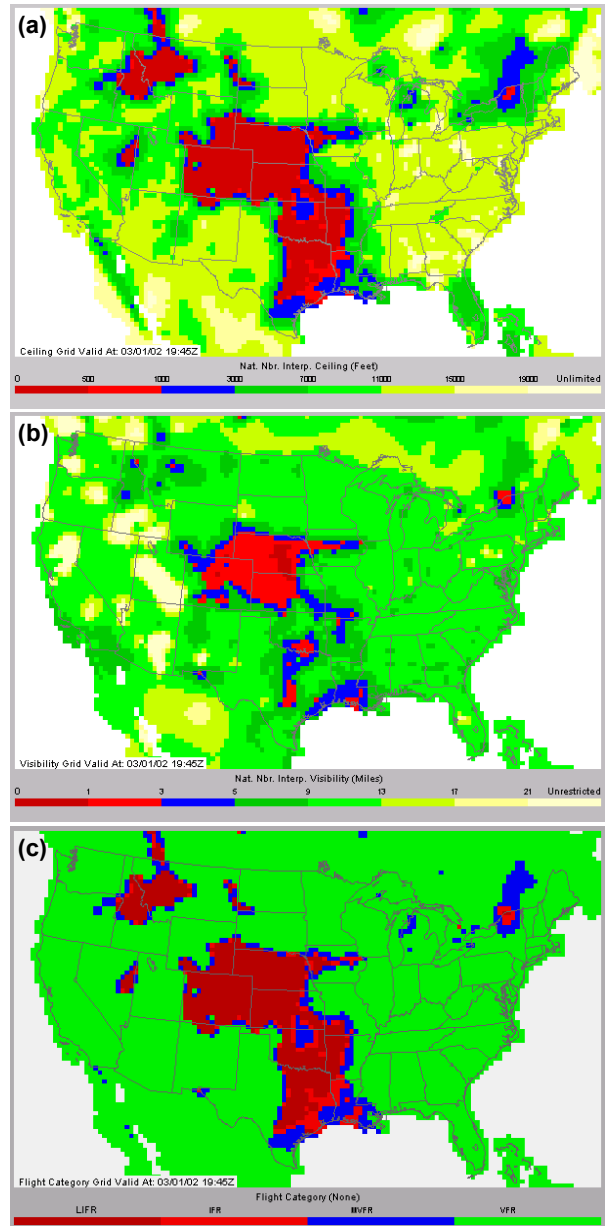 (a)
Ceiling Grid Valid At: 03/01/02 19:45Z
Nat. Nbr. Interp. Ceiling (Feet)
0 500 1000 3000 7000 11000 15000 19000 Unlimited
(b)
Visibility Grid Valid At: 03/01/02 19:45Z
Nat. Nbr. Interp. Visibility (Miles)
0 1 3 5 9 13 17 21 Unrestricted
(c)
Flight Category Grid Valid At: 03/01/02 19:45Z
Flight Category (None)
LIFR IFR MVFR VFR